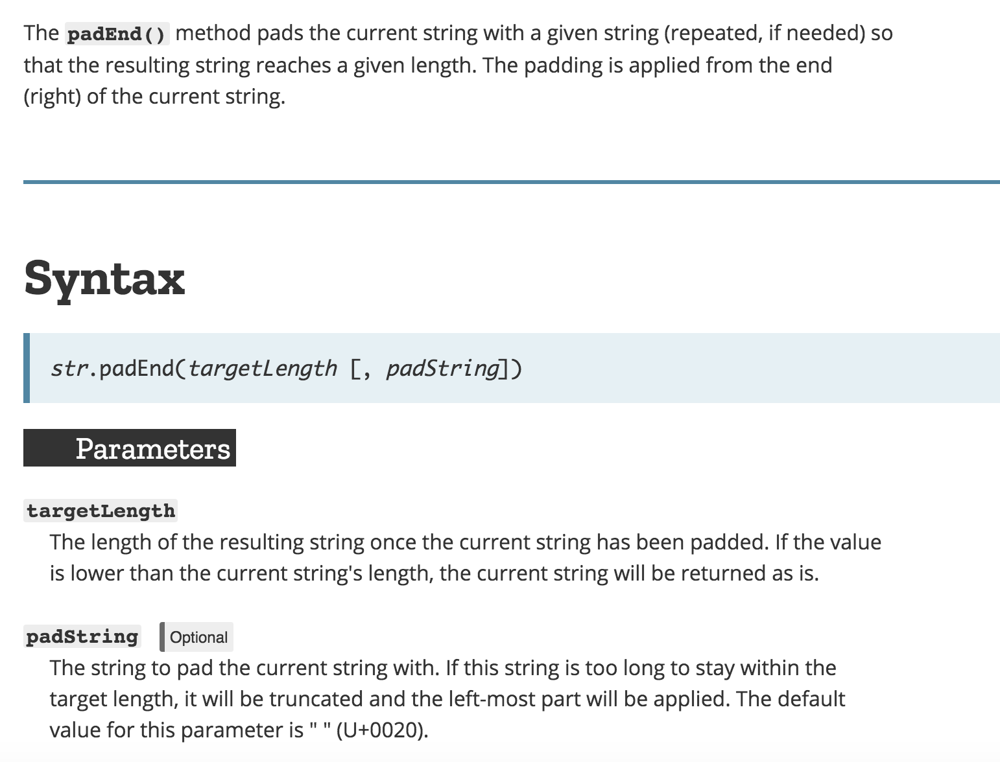 The padEnd() method pads the current string with a given string (repeated, if needed) so
that the resulting string reaches a given length. The padding is applied from the end
(right) of the current string.
Syntax
str.padEnd(targetLength [, padString])
Parameters
targetLength
The length of the resulting string once the current string has been padded. If the value
is lower than the current string's length, the current string will be returned as is.
padString Optional
The string to pad the current string with. If this string is too long to stay within the
target length, it will be truncated and the left-most part will be applied. The default
value for this parameter is " " (U+0020).